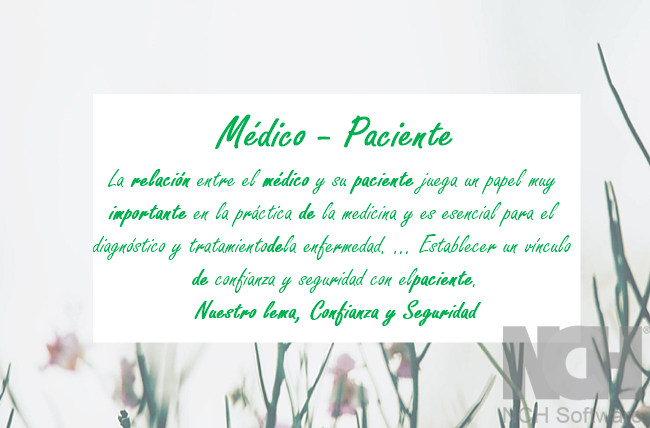 Médico - Paciente
La relación entre el médico y su paciente juega un papel muy
importante en la práctica de la medicina y es esencial para el
diagnóstico y tratamientodela enfermedad. ... Establecer un vínculo
de confianza y seguridad con elpaciente.
Nuestro lema, Confianza y Seguridad
NCH®
NCH Software